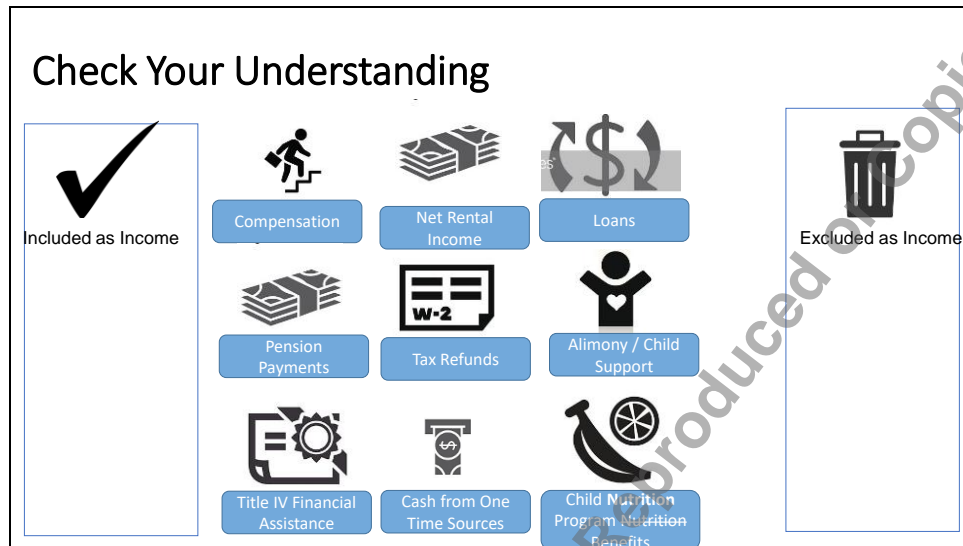 Check Your Understanding
Included as Income
Compensation
Net Rental
Income
es
Loans
Excluded as Income
Pension
Payments
W-2
Tax Refunds
Alimony / Child
Support
Title IV Financial
Assistance
$
Cash from One
Time Sources
Child Nutrition
Program Nutrition
Benefits
Reproduced or Copie